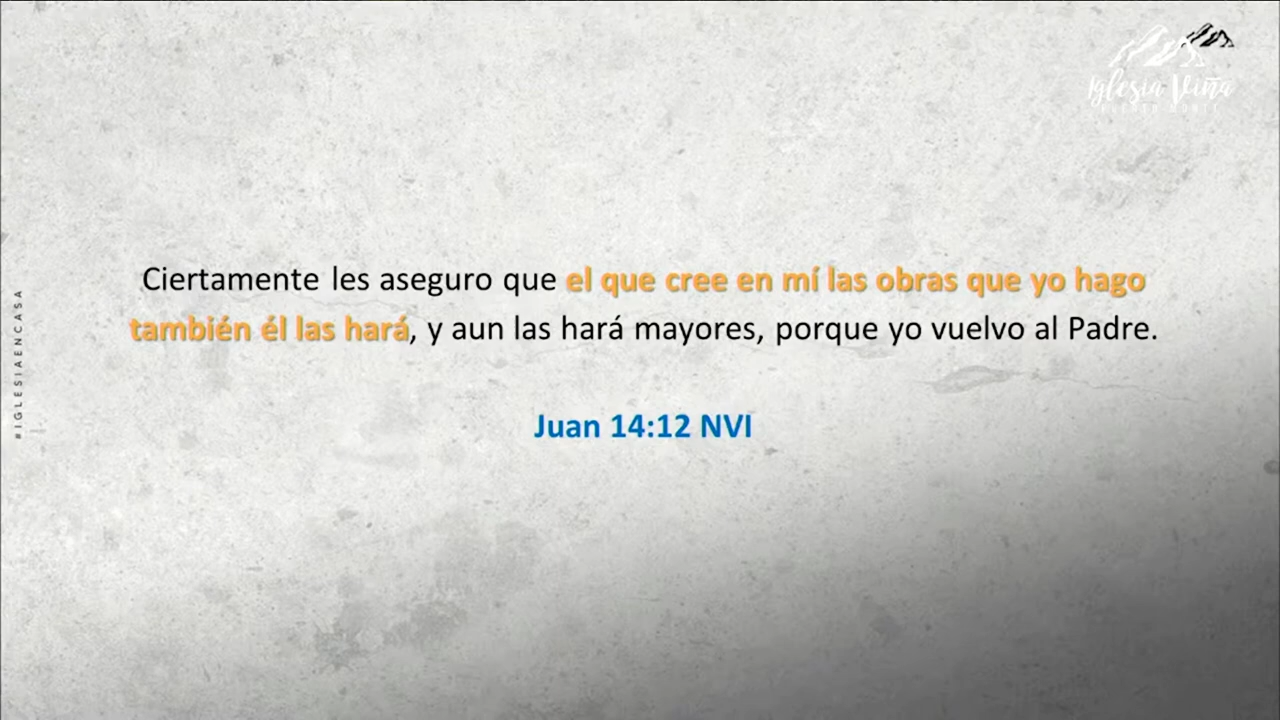 Iglesia Viña
Ciertamente les aseguro que el que cree en mí las obras que yo hago
también él las hará, y aun las hará mayores, porque yo vuelvo al Padre.
Juan 14:12 NVI
#IGLESIAENCASA